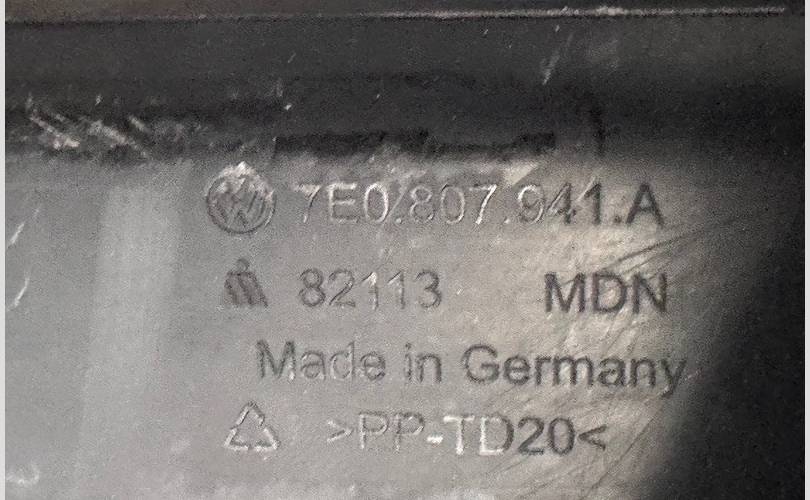 7E0.807.941.A
82113 MDN
Made in Germany
>PP-TD20<